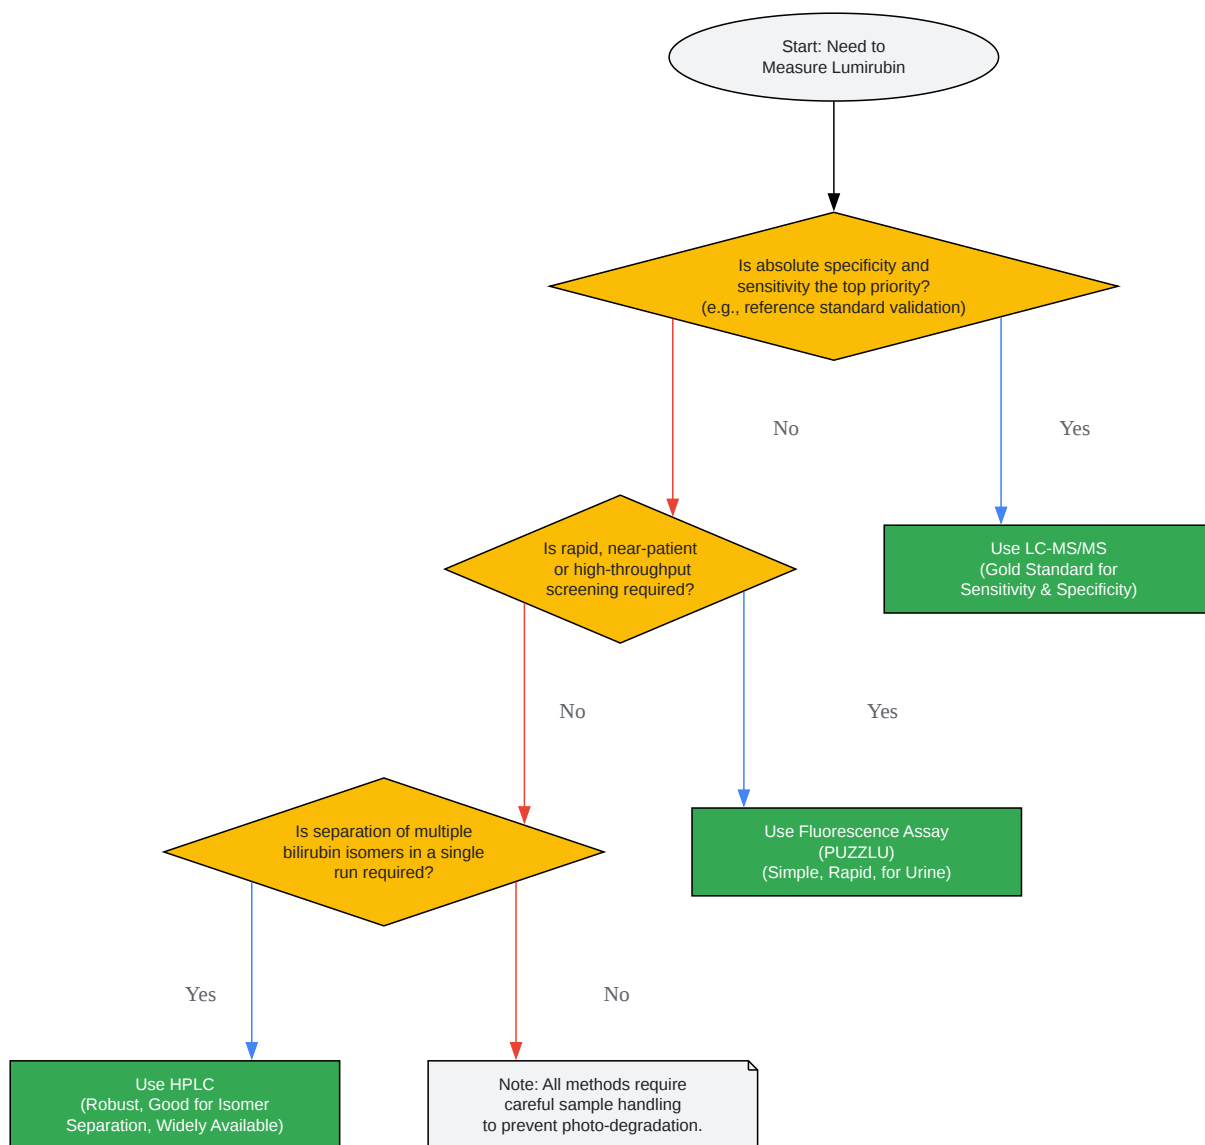 Start: Need to
Measure Lumirubin
Is absolute specificity and
sensitivity the top priority?
(e.g., reference standard validation)
No
Yes
Is rapid, near-patient
or high-throughput
screening required?
Use LC-MS/MS
(Gold Standard for
Sensitivity & Specificity)
No
Yes
Is separation of multiple
bilirubin isomers in a single
run required?
Use Fluorescence Assay
(PUZZLU)
(Simple, Rapid, for Urine)
Yes
No
Use HPLC
(Robust, Good for Isomer
Separation, Widely Available)
Note: All methods require
careful sample handling
to prevent photo-degradation.